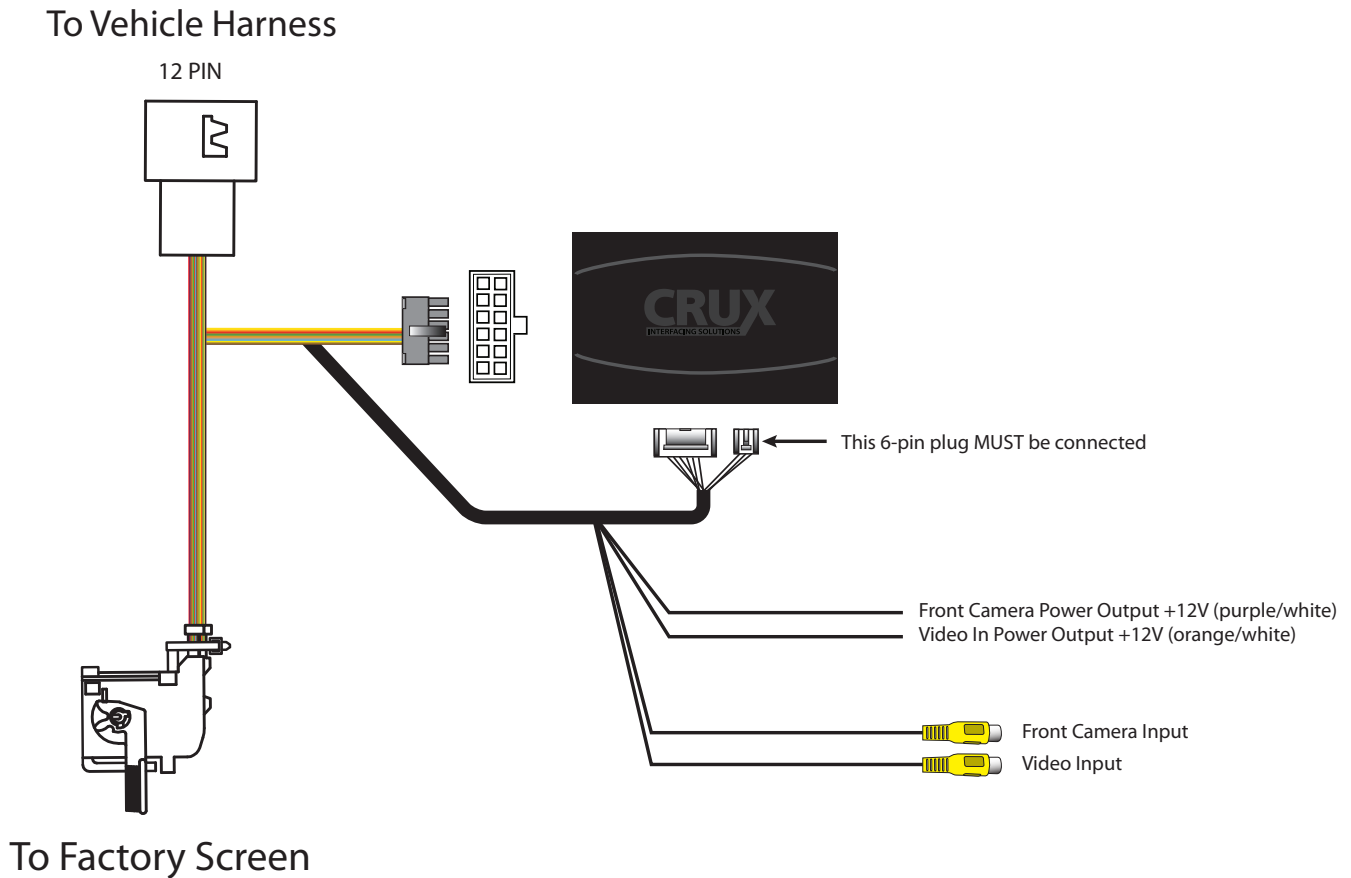 To Vehicle Harness
12 PIN
CRUX
INTERFACING SOLUTIONS
This 6-pin plug MUST be connected
Front Camera Power Output +12V (purple/white)
Video In Power Output +12V (orange/white)
Front Camera Input
Video Input
To Factory Screen